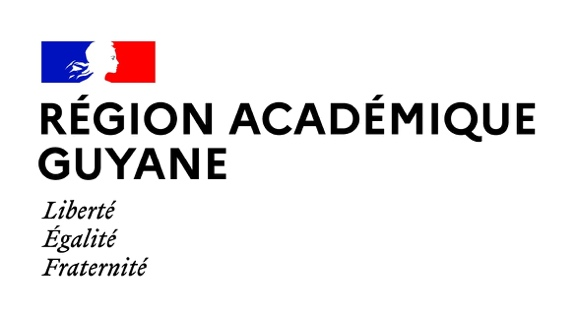 RÉGION ACADÉMIQUE
GUYANE
Liberté
Égalité
Fraternité